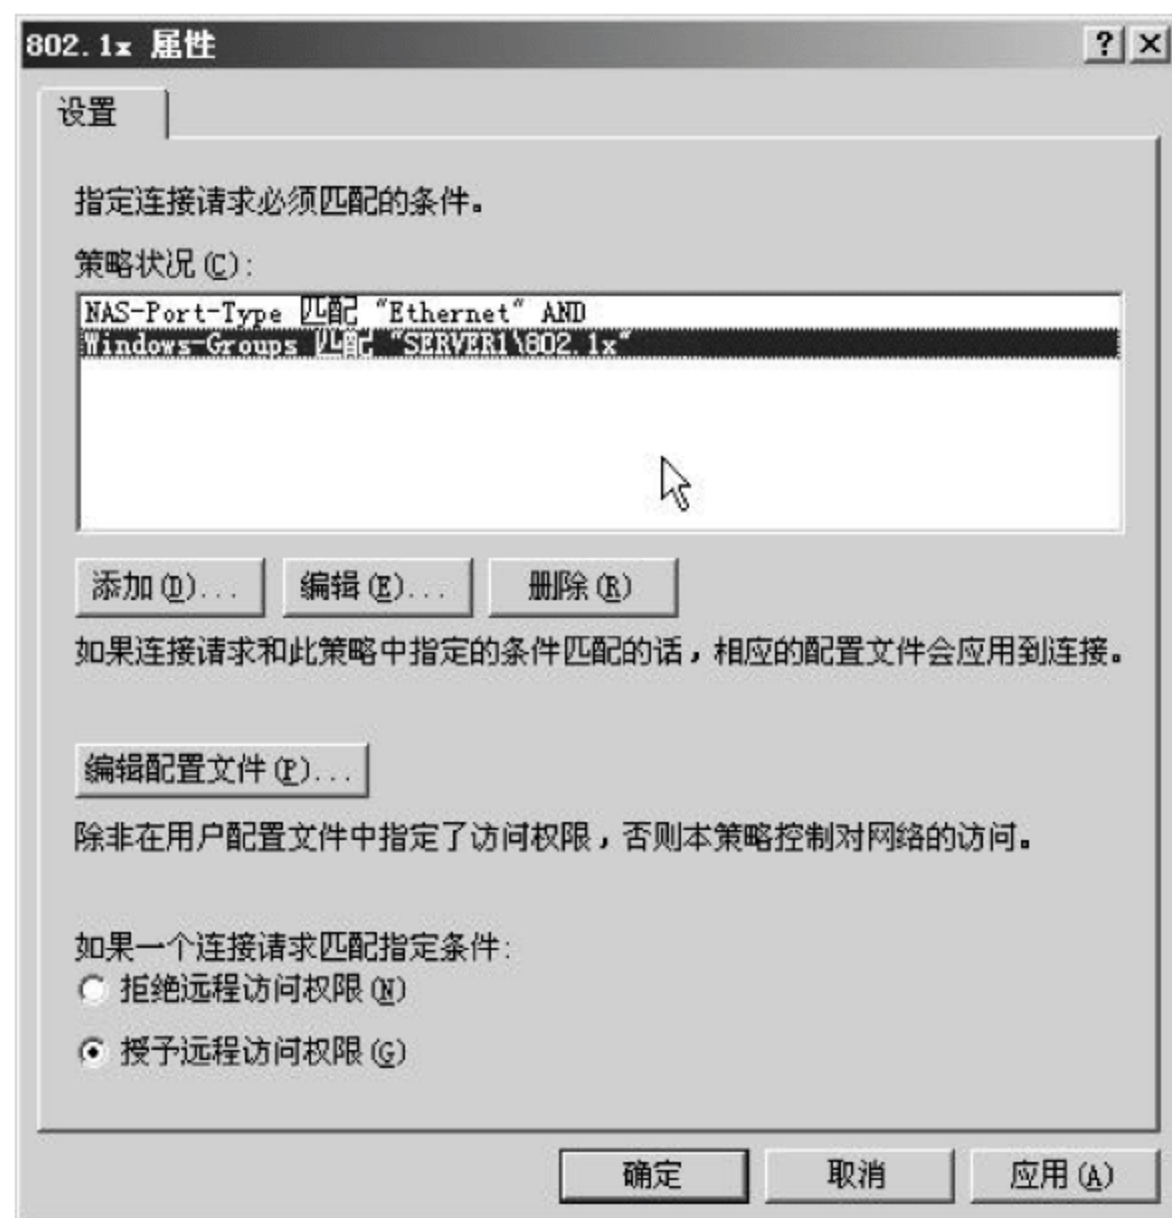 802.1x 属性
设置
指定连接请求必须匹配的条件。
策略状况(C):
NAS-Port-Type 匹配 "Ethernet" AND
Windows-Groups 匹配 "SERVER1\802.1x"
添加(D)... 编辑(E)... 删除(R)
如果连接请求和此策略中指定的条件匹配的话，相应的配置文件会应用到连接。
编辑配置文件(P)...
除非在用户配置文件中指定了访问权限，否则本策略控制对网络的访问。
如果一个连接请求匹配指定条件:
拒绝远程访问权限(N)
授予远程访问权限(G)
确定 取消 应用(A)